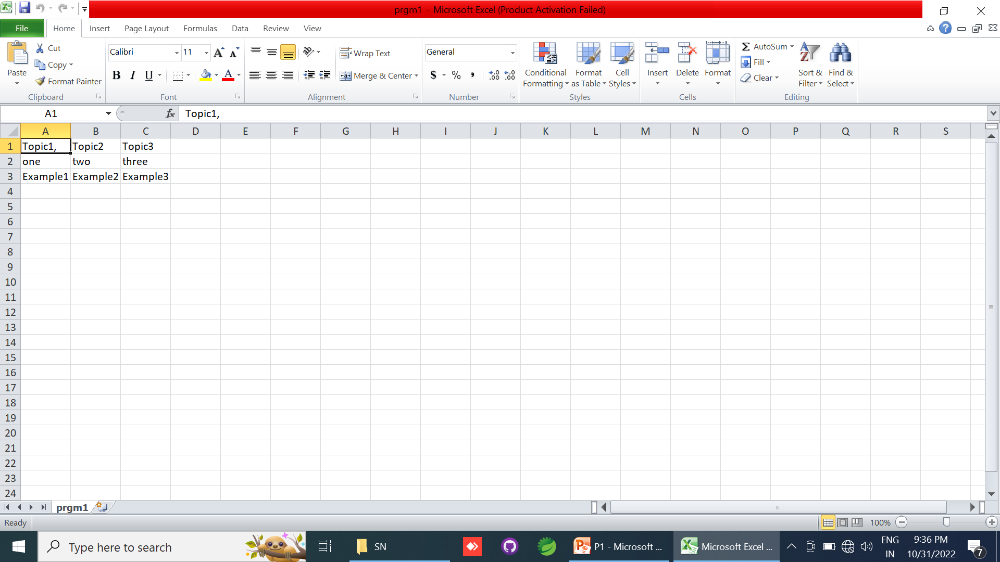 prgm1 - Microsoft Excel (Product Activation Failed)
File Home Insert Page Layout Formulas Data Review View
Paste
Cut
Copy
Format Painter
Clipboard
Calibri 11
B I U
Font
Wrap Text
Merge & Center
Alignment
General
$ % ,
Number
Conditional Formatting
Format as Table
Cell Styles
Styles
Insert Delete Format
Cells
Σ AutoSum
Fill
Clear
Sort & Filter
Find & Select
Editing
A1 fx Topic1,
A B C D E F G H I J K L M N O P Q R S
1 Topic1, Topic2 Topic3
2 one two three
3 Example1 Example2 Example3
4
5
6
7
8
9
10
11
12
13
14
15
16
17
18
19
20
21
22
23
24
prgm1
Ready 100%
Type here to search SN P1 - Microsoft ... Microsoft Excel ... ENG IN 9:36 PM 10/31/2022 7